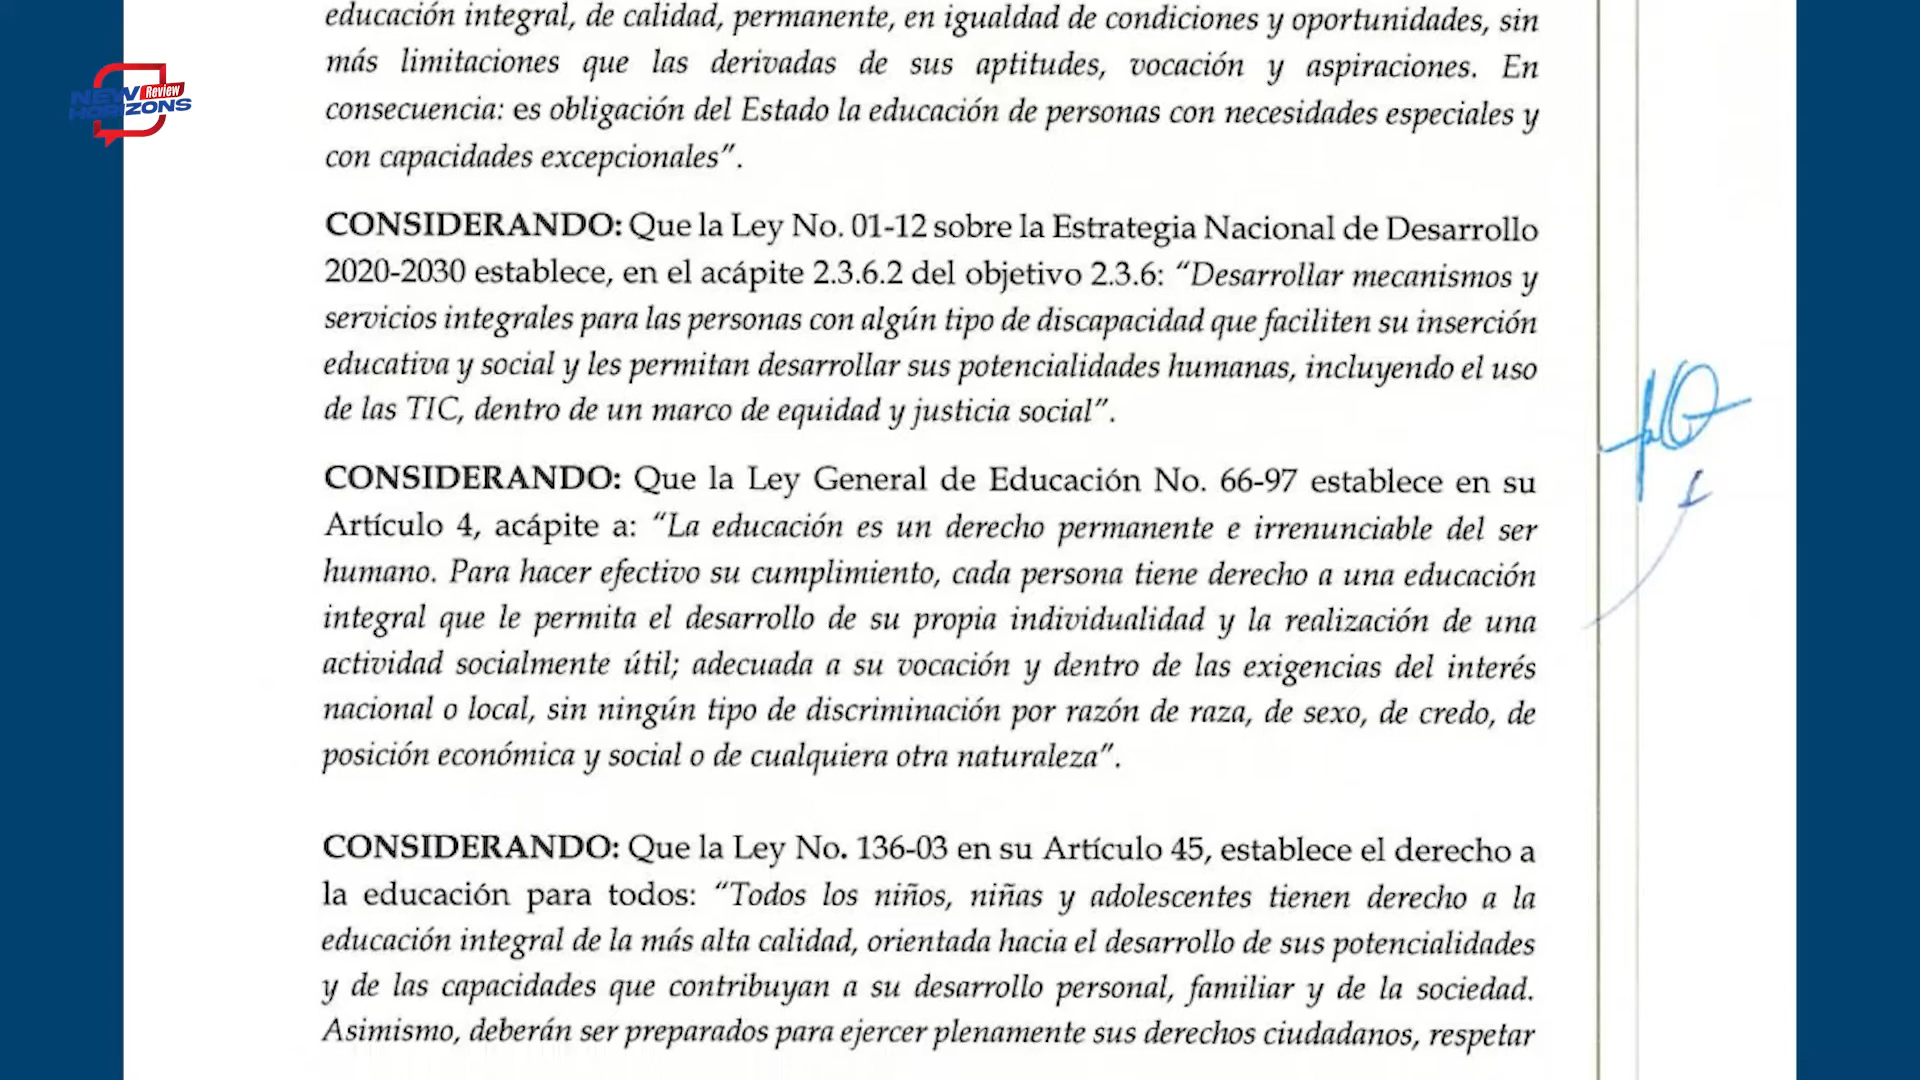 educación integral, de calidad, permanente, en igualdad de condiciones y oportunidades, sin
más limitaciones que las derivadas de sus aptitudes, vocación y aspiraciones. En
consecuencia: es obligación del Estado la educación de personas con necesidades especiales y
con capacidades excepcionales”.
NEW Review
HORIZONS
CONSIDERANDO: Que la Ley No. 01-12 sobre la Estrategia Nacional de Desarrollo
2020-2030 establece, en el acápite 2.3.6.2 del objetivo 2.3.6: “Desarrollar mecanismos y
servicios integrales para las personas con algún tipo de discapacidad que faciliten su inserción
educativa y social y les permitan desarrollar sus potencialidades humanas, incluyendo el uso
de las TIC, dentro de un marco de equidad y justicia social”.
CONSIDERANDO: Que la Ley General de Educación No. 66-97 establece en su
Artículo 4, acápite a: “La educación es un derecho permanente e irrenunciable del ser
humano. Para hacer efectivo su cumplimiento, cada persona tiene derecho a una educación
integral que le permita el desarrollo de su propia individualidad y la realización de una
actividad socialmente útil; adecuada a su vocación y dentro de las exigencias del interés
nacional o local, sin ningún tipo de discriminación por razón de raza, de sexo, de credo, de
posición económica y social o de cualquiera otra naturaleza”.
CONSIDERANDO: Que la Ley No. 136-03 en su Artículo 45, establece el derecho a
la educación para todos: “Todos los niños, niñas y adolescentes tienen derecho a la
educación integral de la más alta calidad, orientada hacia el desarrollo de sus potencialidades
y de las capacidades que contribuyan a su desarrollo personal, familiar y de la sociedad.
Asimismo, deberán ser preparados para ejercer plenamente sus derechos ciudadanos, respetar